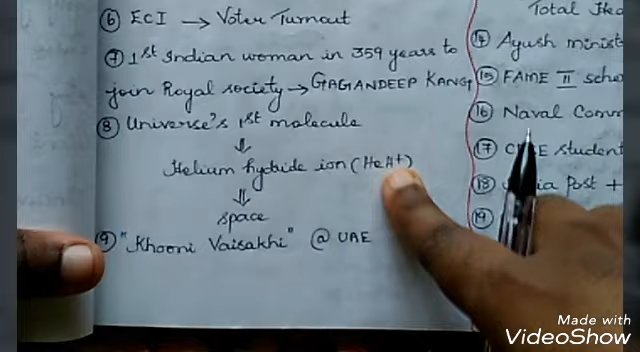 ⑥ ECI → Voter Turnout
⑦ 1st Indian woman in 359 years to
join Royal society → GAGANDEEP KANG
⑧ Universe's 1st molecule
⇓
Helium hydride ion (HeH+)
⇓
space
⑨ "Khooni Vaisakhi" @ UAE
Total
⑭ Ayush minist
⑮ FAME II sche
⑯ Naval Comm
⑰ student
⑱ Post +
⑲
Made with
VideoShow